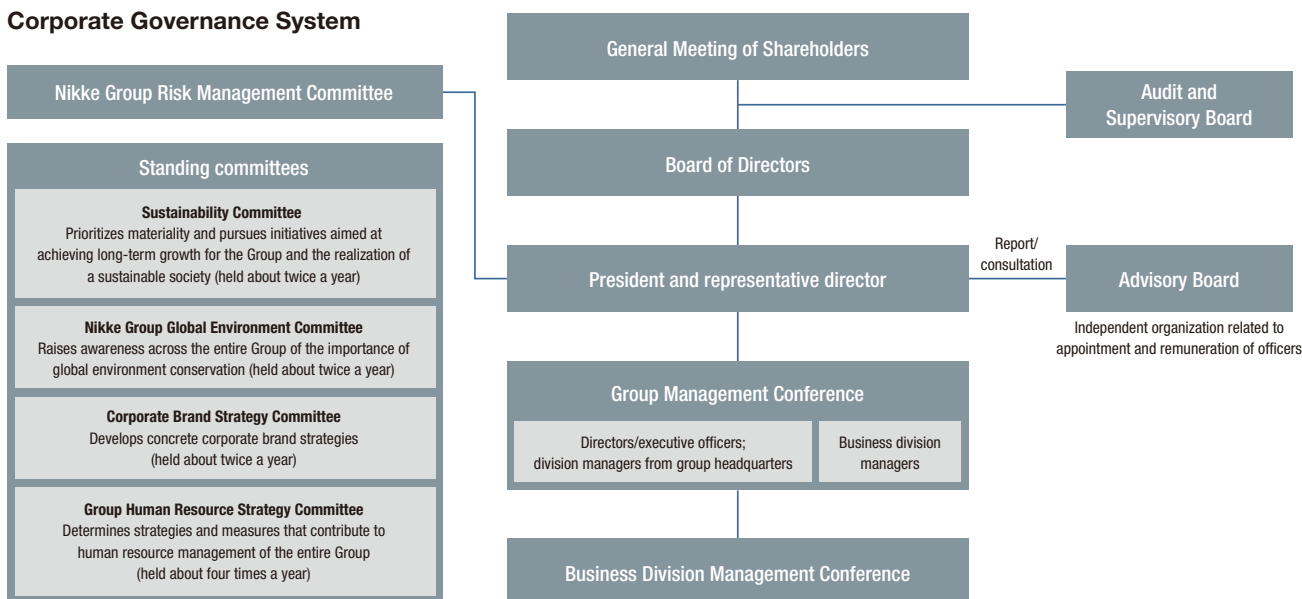 Corporate Governance System
Nikke Group Risk Management Committee
Standing committees
Sustainability Committee
Prioritizes materiality and pursues initiatives aimed at
achieving long-term growth for the Group and the realization of
a sustainable society (held about twice a year)
Nikke Group Global Environment Committee
Raises awareness across the entire Group of the importance of
global environment conservation (held about twice a year)
Corporate Brand Strategy Committee
Develops concrete corporate brand strategies
(held about twice a year)
Group Human Resource Strategy Committee
Determines strategies and measures that contribute to
human resource management of the entire Group
(held about four times a year)
General Meeting of Shareholders
Audit and
Supervisory Board
Board of Directors
President and representative director
Report/
consultation
Advisory Board
Independent organization related to
appointment and remuneration of officers
Group Management Conference
Directors/executive officers;
division managers from group headquarters
Business division
managers
Business Division Management Conference